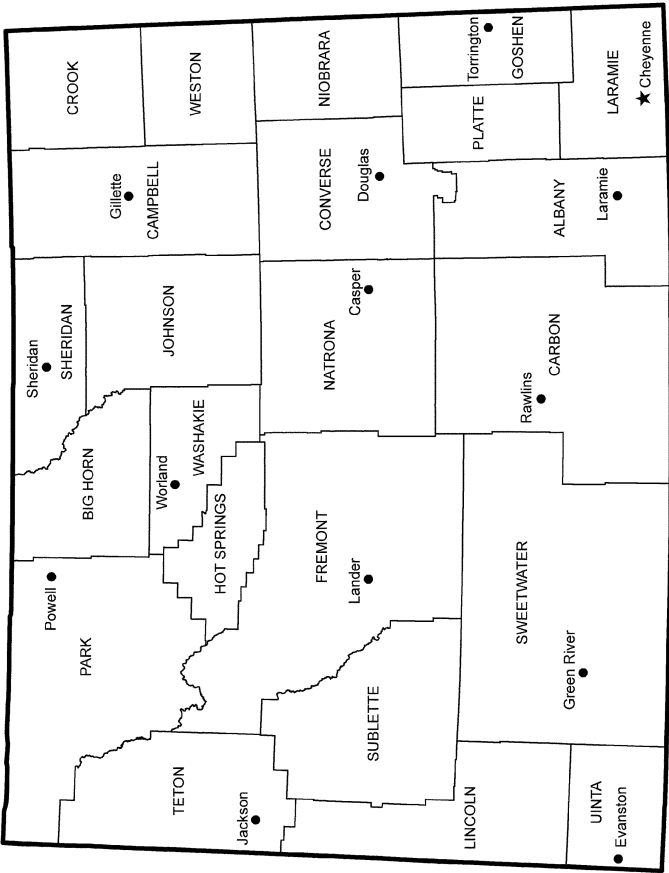 Sheridan
SHERIDAN
Powell
PARK
BIG HORN
CROOK
Gillette
CAMPBELL
JOHNSON
Worland
WASHAKIE
TETON
Jackson
HOT SPRINGS
WESTON
FREMONT
Lander
SUBLETTE
NATRONA
Casper
CONVERSE
Douglas
NIOBRARA
LINCOLN
SWEETWATER
Green River
Rawlins
CARBON
PLATTE
Torrington
GOSHEN
ALBANY
Laramie
LARAMIE
Cheyenne
UINTA
Evanston